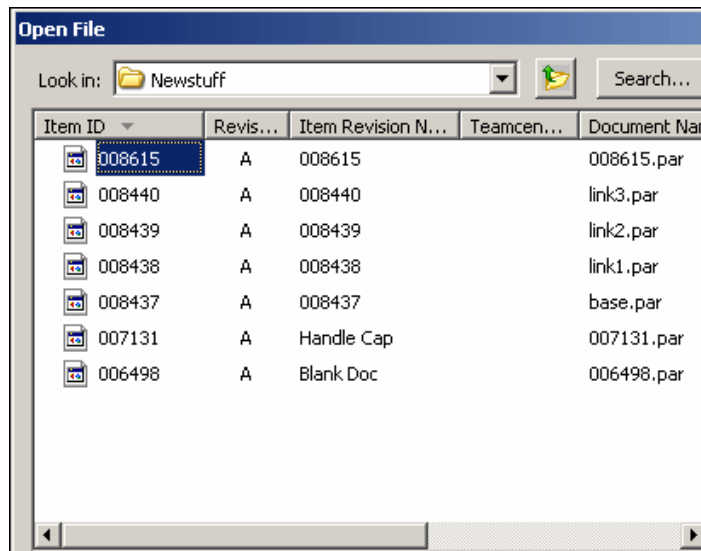 Open File
Look in: Newstuff Search...
Item ID Revis... Item Revision N... Teamcen... Document Nar
008615 A 008615 008615.par
008440 A 008440 link3.par
008439 A 008439 link2.par
008438 A 008438 link1.par
008437 A 008437 base.par
007131 A Handle Cap 007131.par
006498 A Blank Doc 006498.par